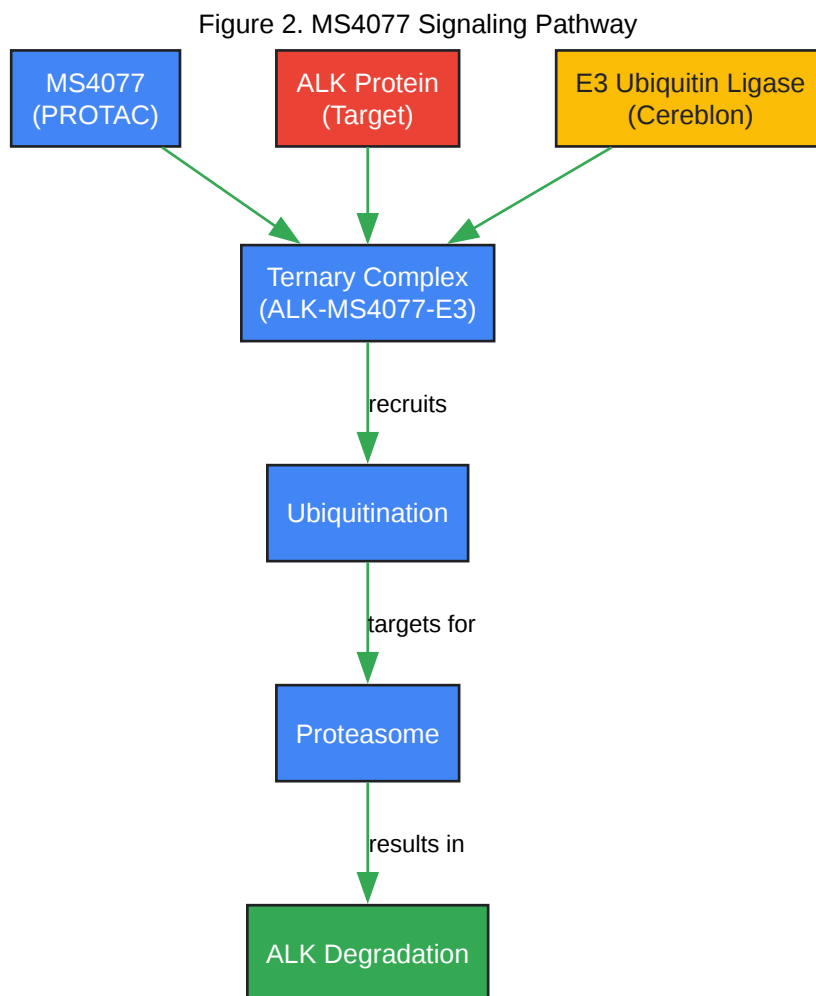 Figure 2. MS4077 Signaling Pathway
MS4077
(PROTAC)
ALK Protein
(Target)
E3 Ubiquitin Ligase
(Cereblon)
Ternary Complex
(ALK-MS4077-E3)
recruits
Ubiquitination
targets for
Proteasome
results in
ALK Degradation